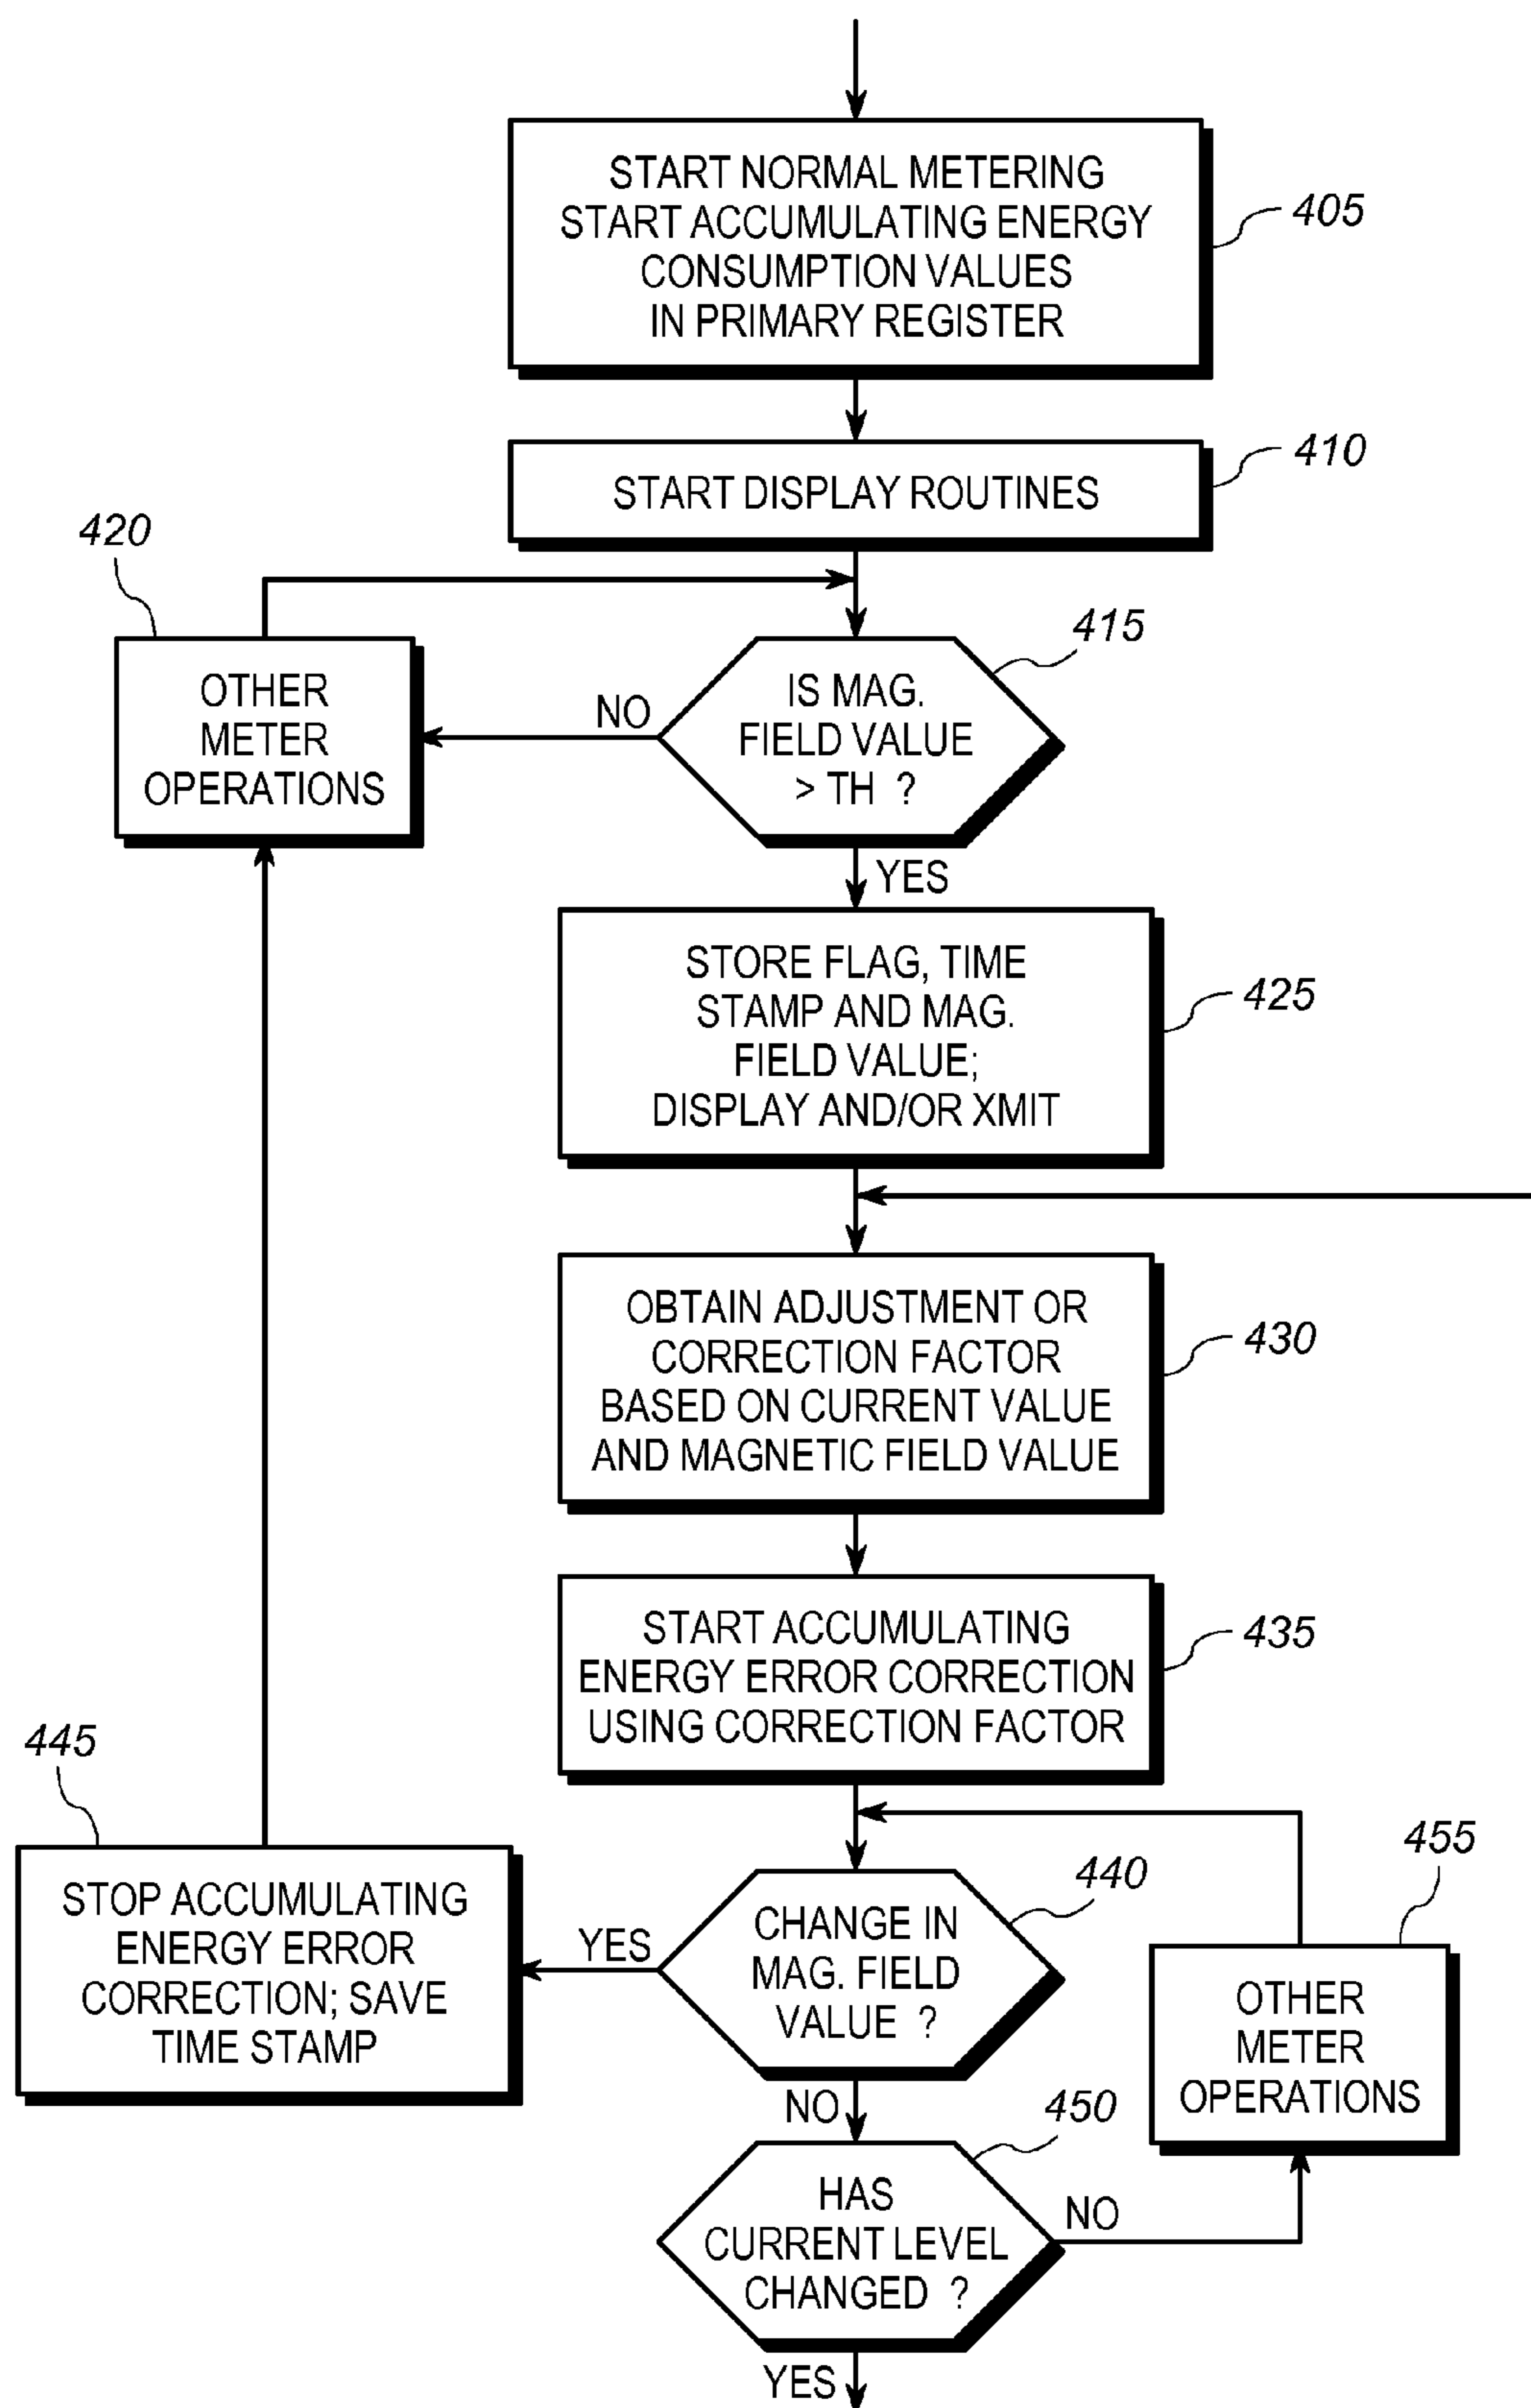 START NORMAL METERING
START ACCUMULATING ENERGY
CONSUMPTION VALUES
IN PRIMARY REGISTER
405
START DISPLAY ROUTINES
410
420
OTHER
METER
OPERATIONS
NO
IS MAG.
FIELD VALUE
> TH ?
415
YES
STORE FLAG, TIME
STAMP AND MAG.
FIELD VALUE;
DISPLAY AND/OR XMIT
425
OBTAIN ADJUSTMENT OR
CORRECTION FACTOR
BASED ON CURRENT VALUE
AND MAGNETIC FIELD VALUE
430
START ACCUMULATING
ENERGY ERROR CORRECTION
USING CORRECTION FACTOR
435
445
STOP ACCUMULATING
ENERGY ERROR
CORRECTION; SAVE
TIME STAMP
YES
CHANGE IN
MAG. FIELD
VALUE ?
440
455
OTHER
METER
OPERATIONS
NO
450
HAS
CURRENT LEVEL
CHANGED ?
NO
YES